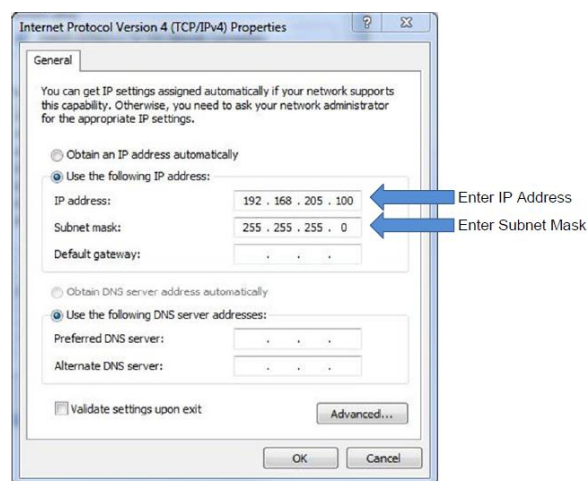 Internet Protocol Version 4 (TCP/IPv4) Properties
General
You can get IP settings assigned automatically if your network supports
this capability. Otherwise, you need to ask your network administrator
for the appropriate IP settings.
Obtain an IP address automatically
Use the following IP address:
IP address: 192 . 168 . 205 . 100 Enter IP Address
Subnet mask: 255 . 255 . 255 . 0 Enter Subnet Mask
Default gateway: . . .
Obtain DNS server address automatically
Use the following DNS server addresses:
Preferred DNS server: . . .
Alternate DNS server: . . .
Validate settings upon exit
Advanced...
OK Cancel